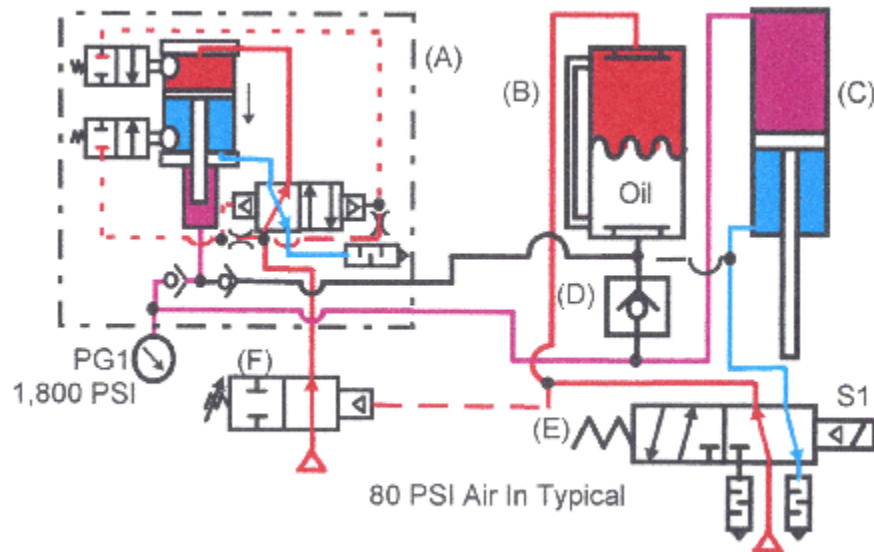 (A)
(B)
(C)
Oil
(D)
PG1
1,800 PSI
(F)
(E)
S1
80 PSI Air In Typical